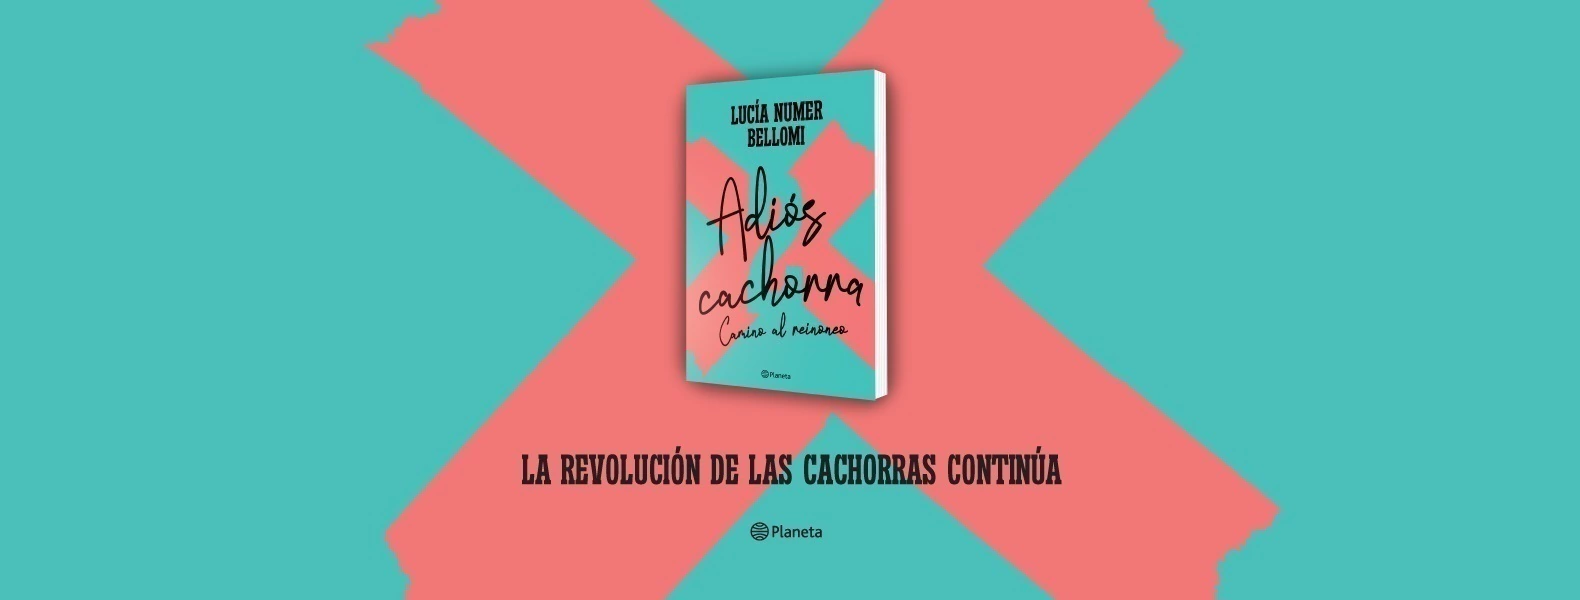 LUCÍA NUMER
BELLOMI
Adiós
cachorra
Camino al reinoneo
Planeta
LA REVOLUCIÓN DE LAS CACHORRAS CONTINÚA
Planeta